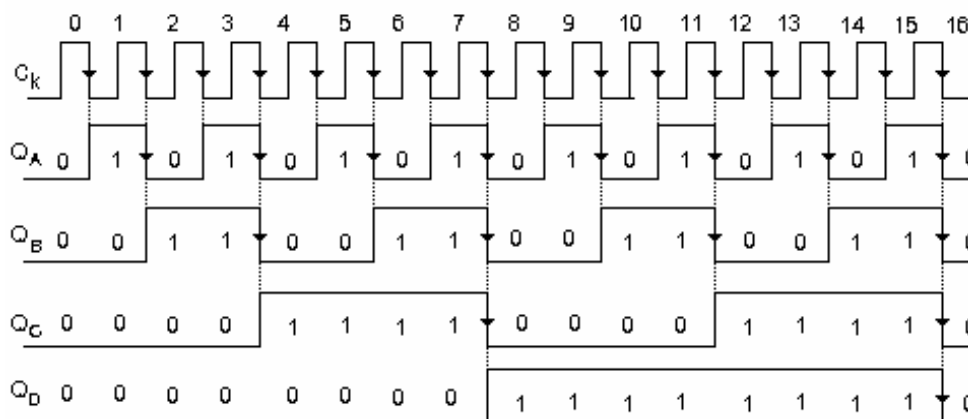 0 1 2 3 4 5 6 7 8 9 10 11 12 13 14 15 16
Ck
QA 0 1 0 1 0 1 0 1 0 1 0 1 0 1 0 1 0
QB 0 0 1 1 0 0 1 1 0 0 1 1 0 0 1 1 0
QC 0 0 0 0 1 1 1 1 0 0 0 0 1 1 1 1 0
QD 0 0 0 0 0 0 0 0 1 1 1 1 1 1 1 1 0